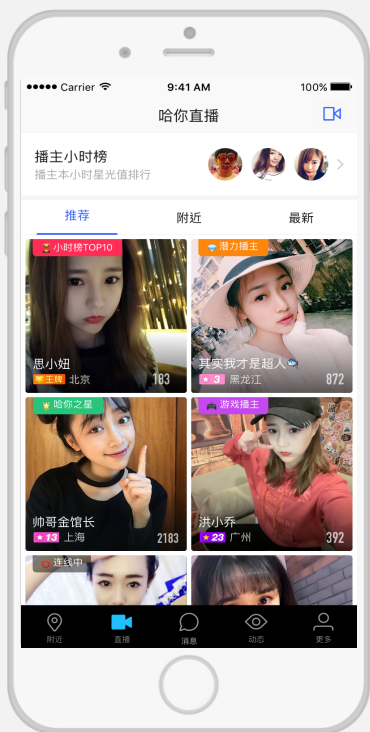 Carrier 9:41 AM 100%
哈你直播
播主小时榜
播主本小时星光值排行
推荐 附近 最新
小时榜TOP10
潜力播主
思小妞
王牌 北京 183
其实我才是超人
3 黑龙江 872
哈你之星
游戏播主
帅哥金馆长
13 上海 2183
洪小乔
23 广州 392
连线中
附近 直播 消息 动态 更多